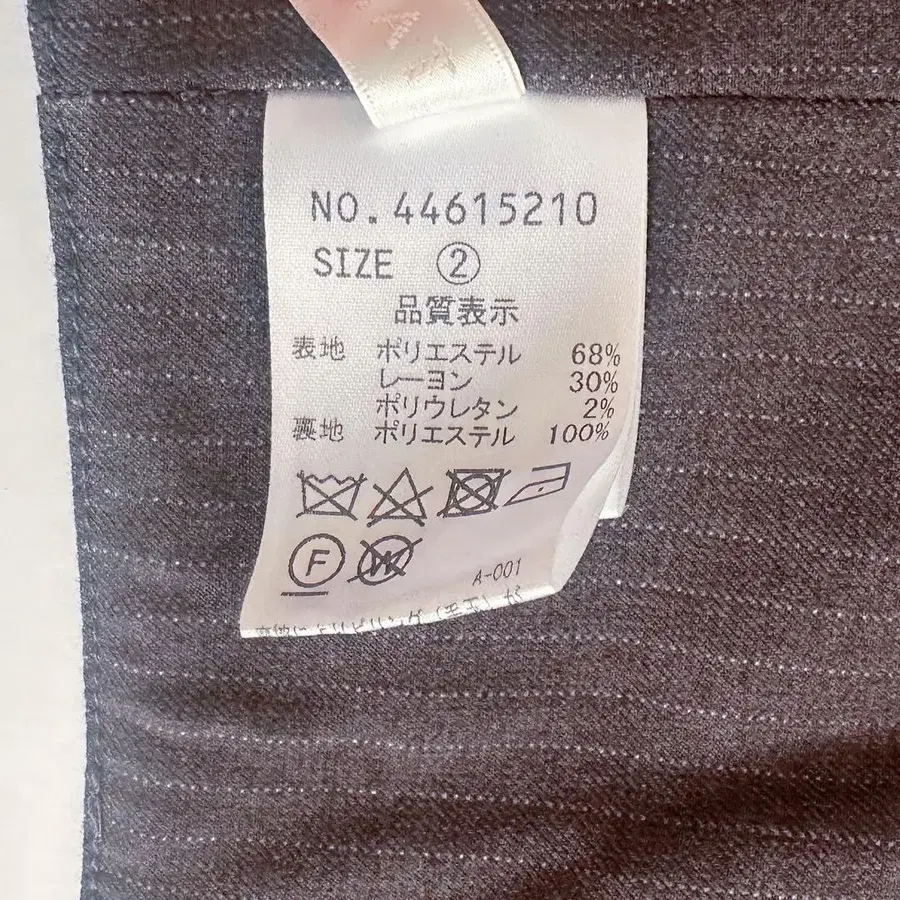 NO.44615210
SIZE ②
品質表示
表地 ポリエステル 68%
レーヨン 30%
ポリウレタン 2%
裏地 ポリエステル 100%
F W
A-001